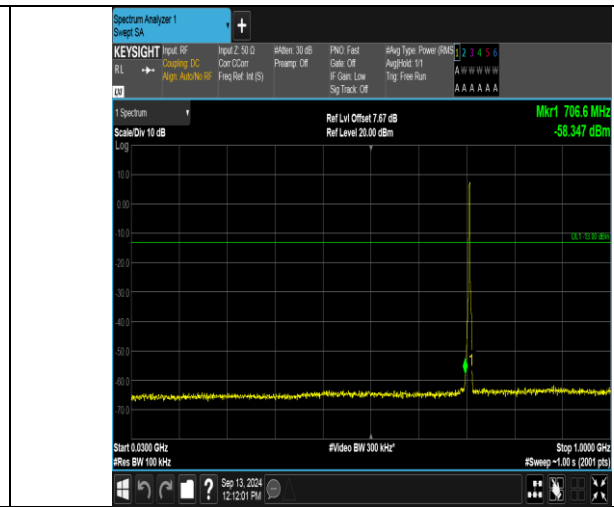 Spectrum Analyzer 1
Swept SA
+
KEYSIGHT Input: RF Input Z: 50 Ω #Atten: 30 dB PNO: Fast #Avg Type: Power (RMS 1 2 3 4 5 6
RL Coupling: DC Corr CCorr Preamp: Off Gate: Off Avg|Hold: 1/1 A W W W W W
Align: Auto/No RF Freq Ref: Int (S) IF Gain: Low Trig: Free Run
LXI Sig Track: Off A A A A A A
1 Spectrum Ref Lvl Offset 7.67 dB Mkr1 706.6 MHz
Scale/Div 10 dB Ref Level 20.00 dBm -58.347 dBm
Log
10.0
0.00
-10.0 DL1 -13.00 dBm
-20.0
-30.0
-40.0
-50.0
1
-60.0
-70.0
Start 0.0300 GHz #Video BW 300 kHz* Stop 1.0000 GHz
#Res BW 100 kHz #Sweep ~1.00 s (2001 pts)
? Sep 13, 2024
12:12:01 PM